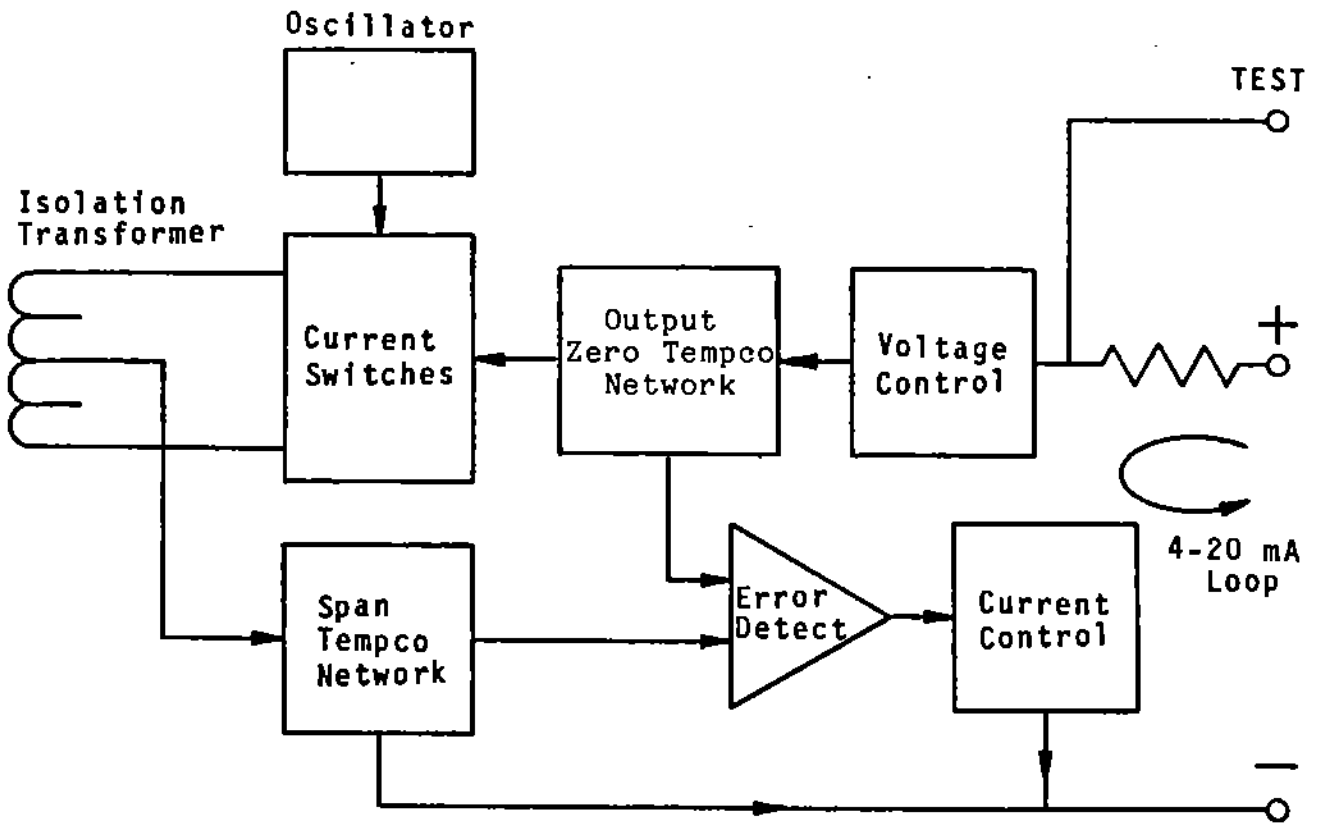 Oscillator
TEST
Isolation
Transformer
+
Current
Switches
Output
Zero Tempco
Network
Voltage
Control
4-20 mA
Loop
Error
Detect
Current
Control
Span
Tempco
Network
—